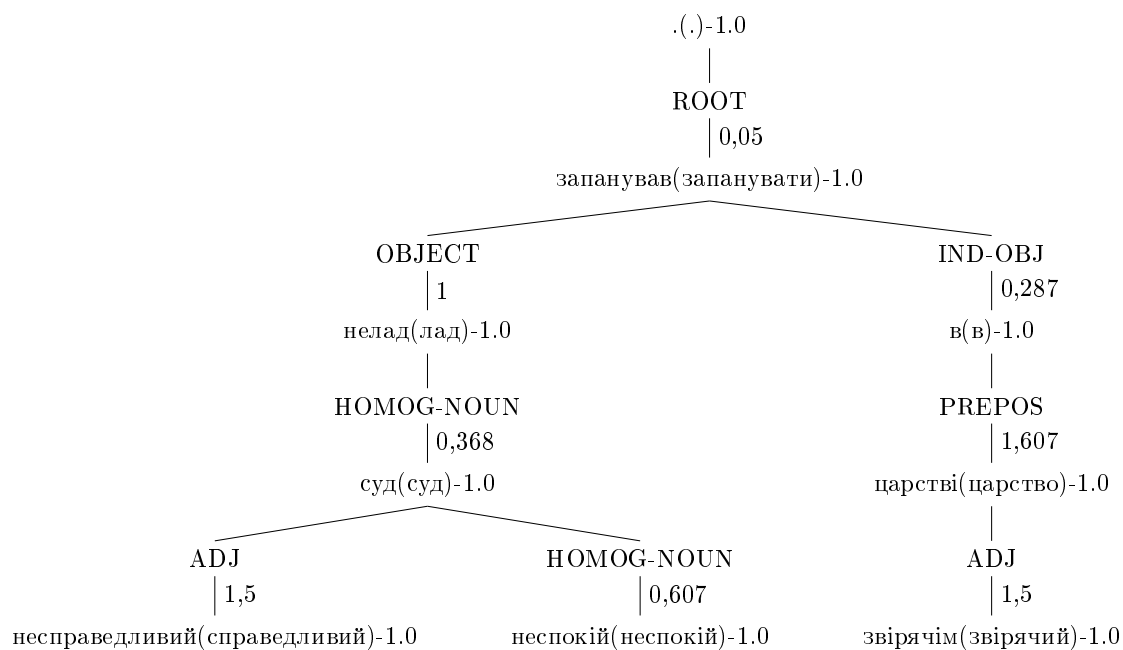 .(.)-1.0
ROOT
0,05
запанував(запанувати)-1.0
OBJECT IND-OBJ
1 0,287
нелад(лад)-1.0 в(в)-1.0
HOMOG-NOUN PREPOS
0,368 1,607
суд(суд)-1.0 царстві(царство)-1.0
ADJ HOMOG-NOUN ADJ
1,5 0,607 1,5
несправедливий(справедливий)-1.0 неспокій(неспокій)-1.0 звірячім(звірячий)-1.0